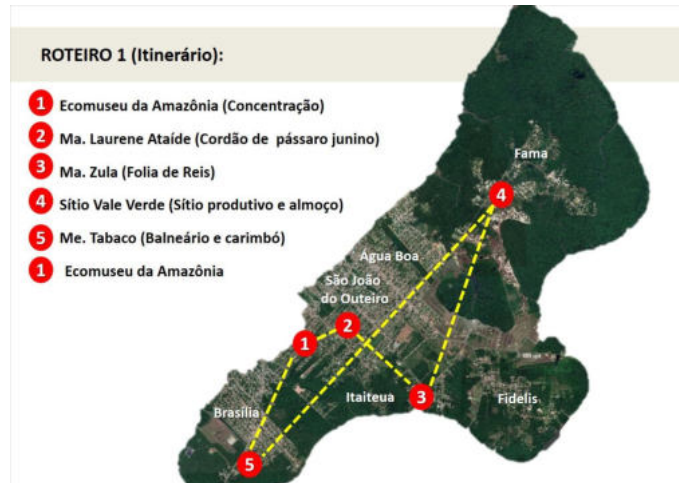 ROTEIRO 1 (Itinerário):
1 Ecomuseu da Amazônia (Concentração)
2 Ma. Laurene Ataíde (Cordão de pássaro junino)
3 Ma. Zula (Folia de Reis)
4 Sítio Vale Verde (Sítio produtivo e almoço)
5 Me. Tabaco (Balneário e carimbó)
1 Ecomuseu da Amazônia
Fama
4
Água Boa
São João
do Outeiro
2
1
3
Itaiteua
Fidelis
Brasília
5